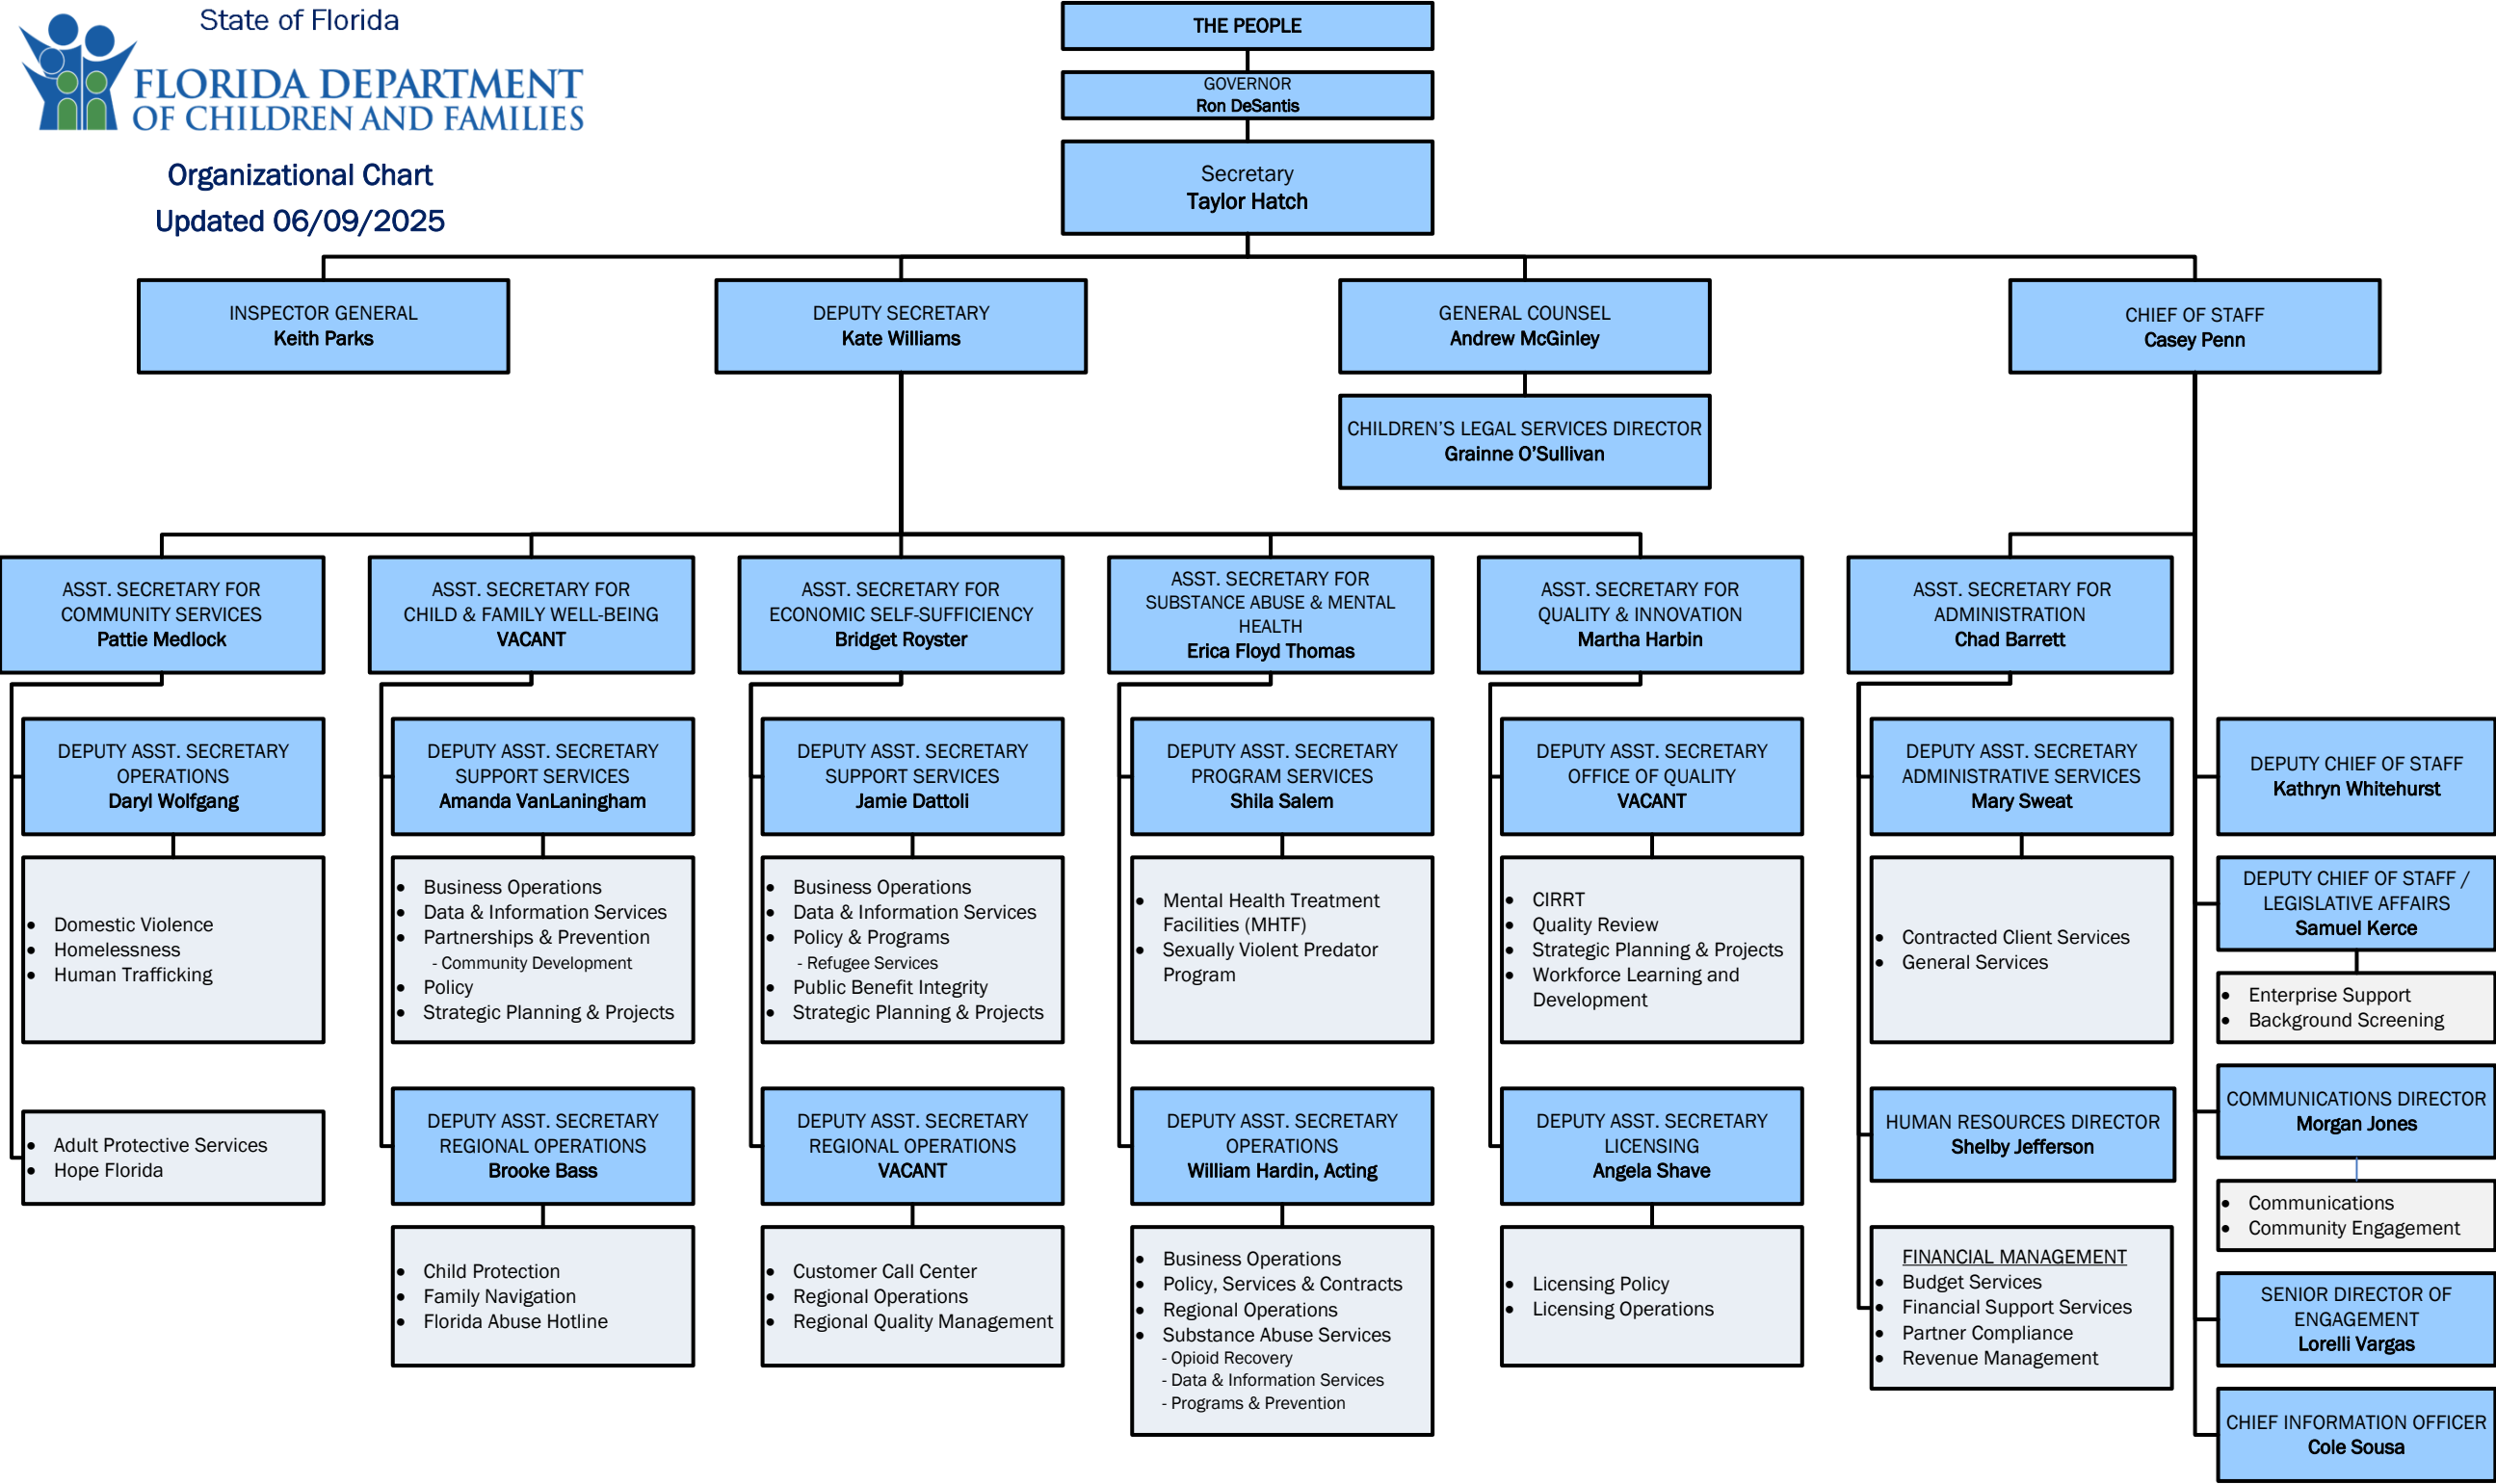 State of Florida
FLORIDA DEPARTMENT
OF CHILDREN AND FAMILIES
Organizational Chart
Updated 06/09/2025
THE PEOPLE
GOVERNOR
Ron DeSantis
Secretary
Taylor Hatch
INSPECTOR GENERAL
Keith Parks
DEPUTY SECRETARY
Kate Williams
GENERAL COUNSEL
Andrew McGinley
CHIEF OF STAFF
Casey Penn
CHILDREN’S LEGAL SERVICES DIRECTOR
Grainne O’Sullivan
ASST. SECRETARY FOR
COMMUNITY SERVICES
Pattie Medlock
ASST. SECRETARY FOR
CHILD & FAMILY WELL-BEING
VACANT
ASST. SECRETARY FOR
ECONOMIC SELF-SUFFICIENCY
Bridget Royster
ASST. SECRETARY FOR
SUBSTANCE ABUSE & MENTAL
HEALTH
Erica Floyd Thomas
ASST. SECRETARY FOR
QUALITY & INNOVATION
Martha Harbin
ASST. SECRETARY FOR
ADMINISTRATION
Chad Barrett
DEPUTY ASST. SECRETARY
OPERATIONS
Daryl Wolfgang
DEPUTY ASST. SECRETARY
SUPPORT SERVICES
Amanda VanLaningham
DEPUTY ASST. SECRETARY
SUPPORT SERVICES
Jamie Dattoli
DEPUTY ASST. SECRETARY
PROGRAM SERVICES
Shila Salem
DEPUTY ASST. SECRETARY
OFFICE OF QUALITY
VACANT
DEPUTY ASST. SECRETARY
ADMINISTRATIVE SERVICES
Mary Sweat
DEPUTY CHIEF OF STAFF
Kathryn Whitehurst
• Domestic Violence
• Homelessness
• Human Trafficking
• Business Operations
• Data & Information Services
• Partnerships & Prevention
- Community Development
• Policy
• Strategic Planning & Projects
• Business Operations
• Data & Information Services
• Policy & Programs
- Refugee Services
• Public Benefit Integrity
• Strategic Planning & Projects
• Mental Health Treatment
Facilities (MHTF)
• Sexually Violent Predator
Program
• CIRRT
• Quality Review
• Strategic Planning & Projects
• Workforce Learning and
Development
• Contracted Client Services
• General Services
DEPUTY CHIEF OF STAFF /
LEGISLATIVE AFFAIRS
Samuel Kerce
• Enterprise Support
• Background Screening
• Adult Protective Services
• Hope Florida
DEPUTY ASST. SECRETARY
REGIONAL OPERATIONS
Brooke Bass
DEPUTY ASST. SECRETARY
REGIONAL OPERATIONS
VACANT
DEPUTY ASST. SECRETARY
OPERATIONS
William Hardin, Acting
DEPUTY ASST. SECRETARY
LICENSING
Angela Shave
HUMAN RESOURCES DIRECTOR
Shelby Jefferson
COMMUNICATIONS DIRECTOR
Morgan Jones
• Communications
• Community Engagement
• Child Protection
• Family Navigation
• Florida Abuse Hotline
• Customer Call Center
• Regional Operations
• Regional Quality Management
• Business Operations
• Policy, Services & Contracts
• Regional Operations
• Substance Abuse Services
- Opioid Recovery
- Data & Information Services
- Programs & Prevention
• Licensing Policy
• Licensing Operations
FINANCIAL MANAGEMENT
• Budget Services
• Financial Support Services
• Partner Compliance
• Revenue Management
SENIOR DIRECTOR OF
ENGAGEMENT
Lorelli Vargas
CHIEF INFORMATION OFFICER
Cole Sousa